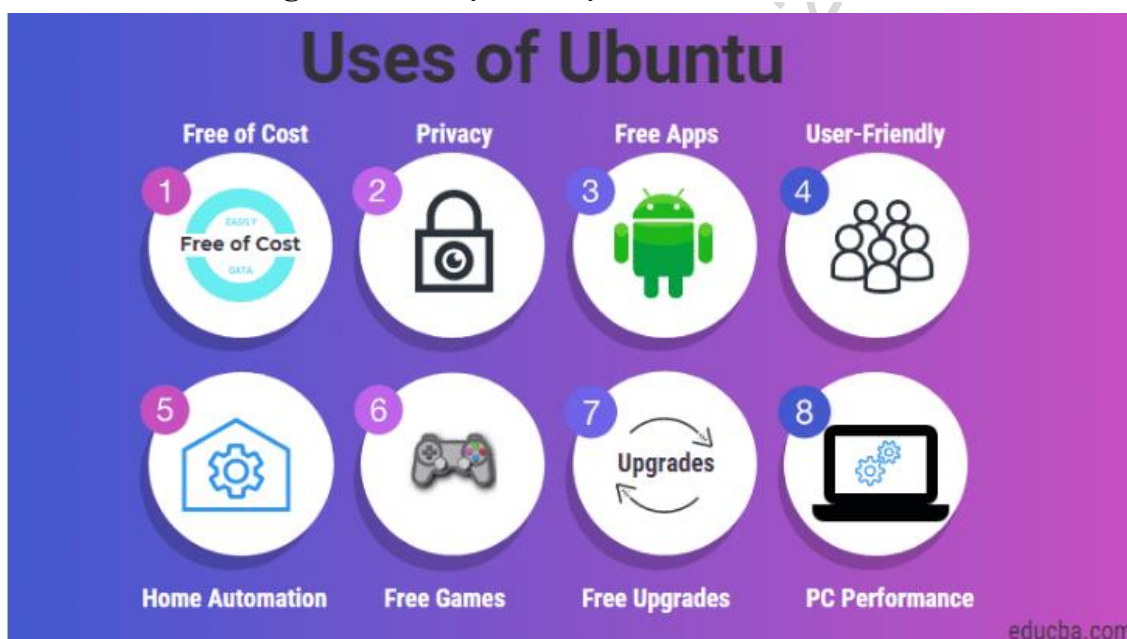 Uses of Ubuntu
Free of Cost
Privacy
Free Apps
User-Friendly
1
EASILY
Free of Cost
DATA
2
3
4
5
6
7
Upgrades
8
Home Automation
Free Games
Free Upgrades
PC Performance
educba.com